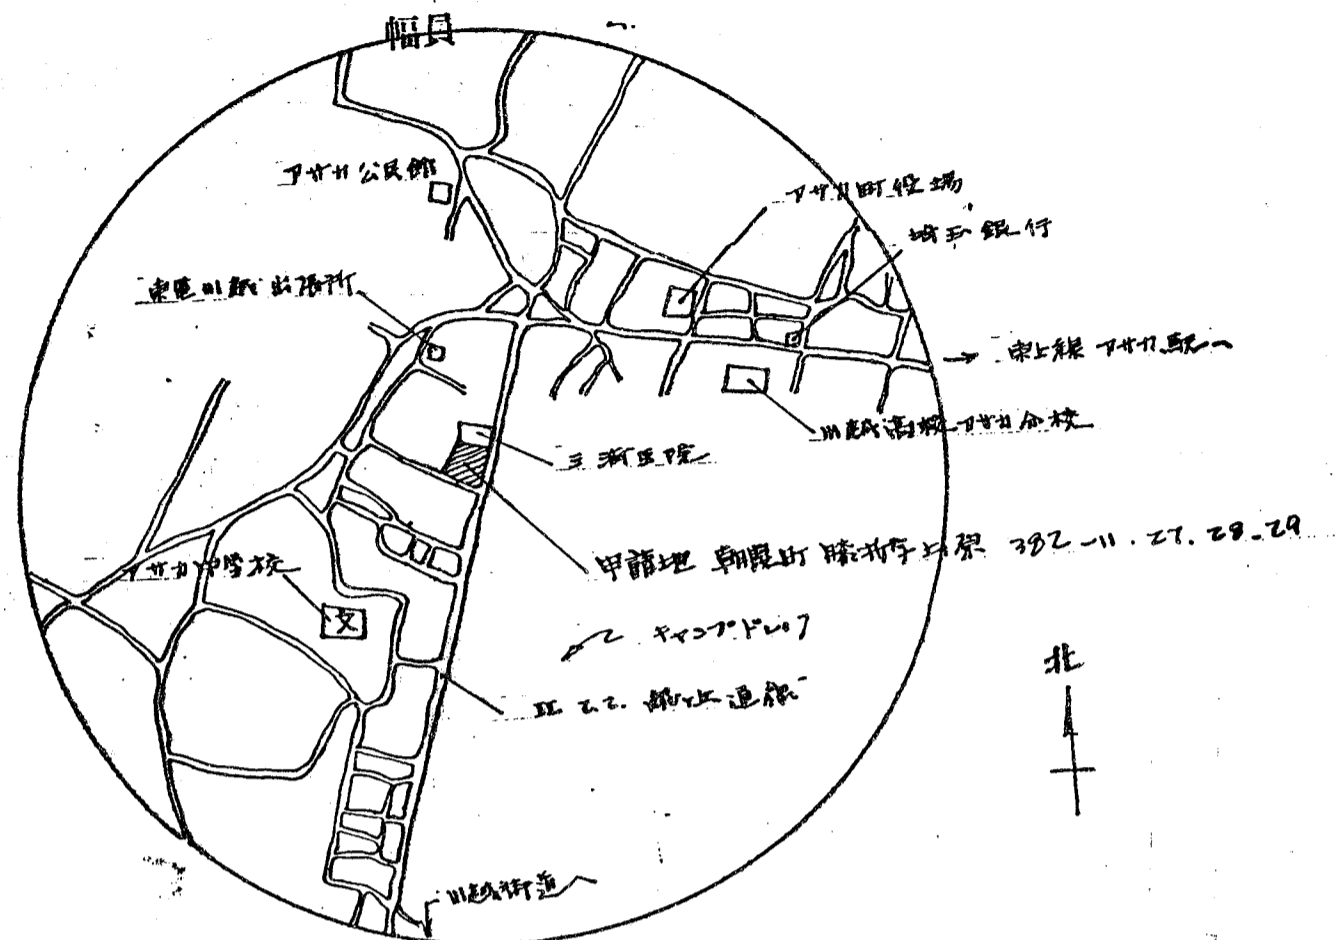 幅員
アサカ公民館
アサカ町役場
埼玉銀行
東電川越出張所
東上線 アサカ駅へ
川越高校アサカ分校
医院
申請地 朝霞町膝折字上原 382-11.27.28.29
アサカ中学校
文
キャンプドレーク
北
川越街道へ